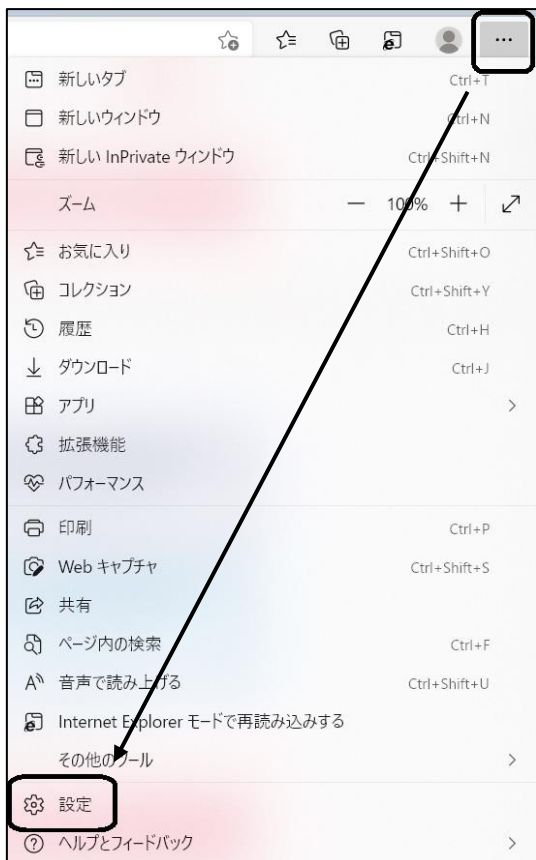 …
新しいタブ Ctrl+T
新しいウィンドウ Ctrl+N
新しい InPrivate ウィンドウ Ctrl+Shift+N
ズーム — 100% +
お気に入り Ctrl+Shift+O
コレクション Ctrl+Shift+Y
履歴 Ctrl+H
ダウンロード Ctrl+J
アプリ
拡張機能
パフォーマンス
印刷 Ctrl+P
Web キャプチャ Ctrl+Shift+S
共有
ページ内の検索 Ctrl+F
音声で読み上げる Ctrl+Shift+U
Internet Explorer モードで再読み込みする
その他のツール
設定
ヘルプとフィードバック